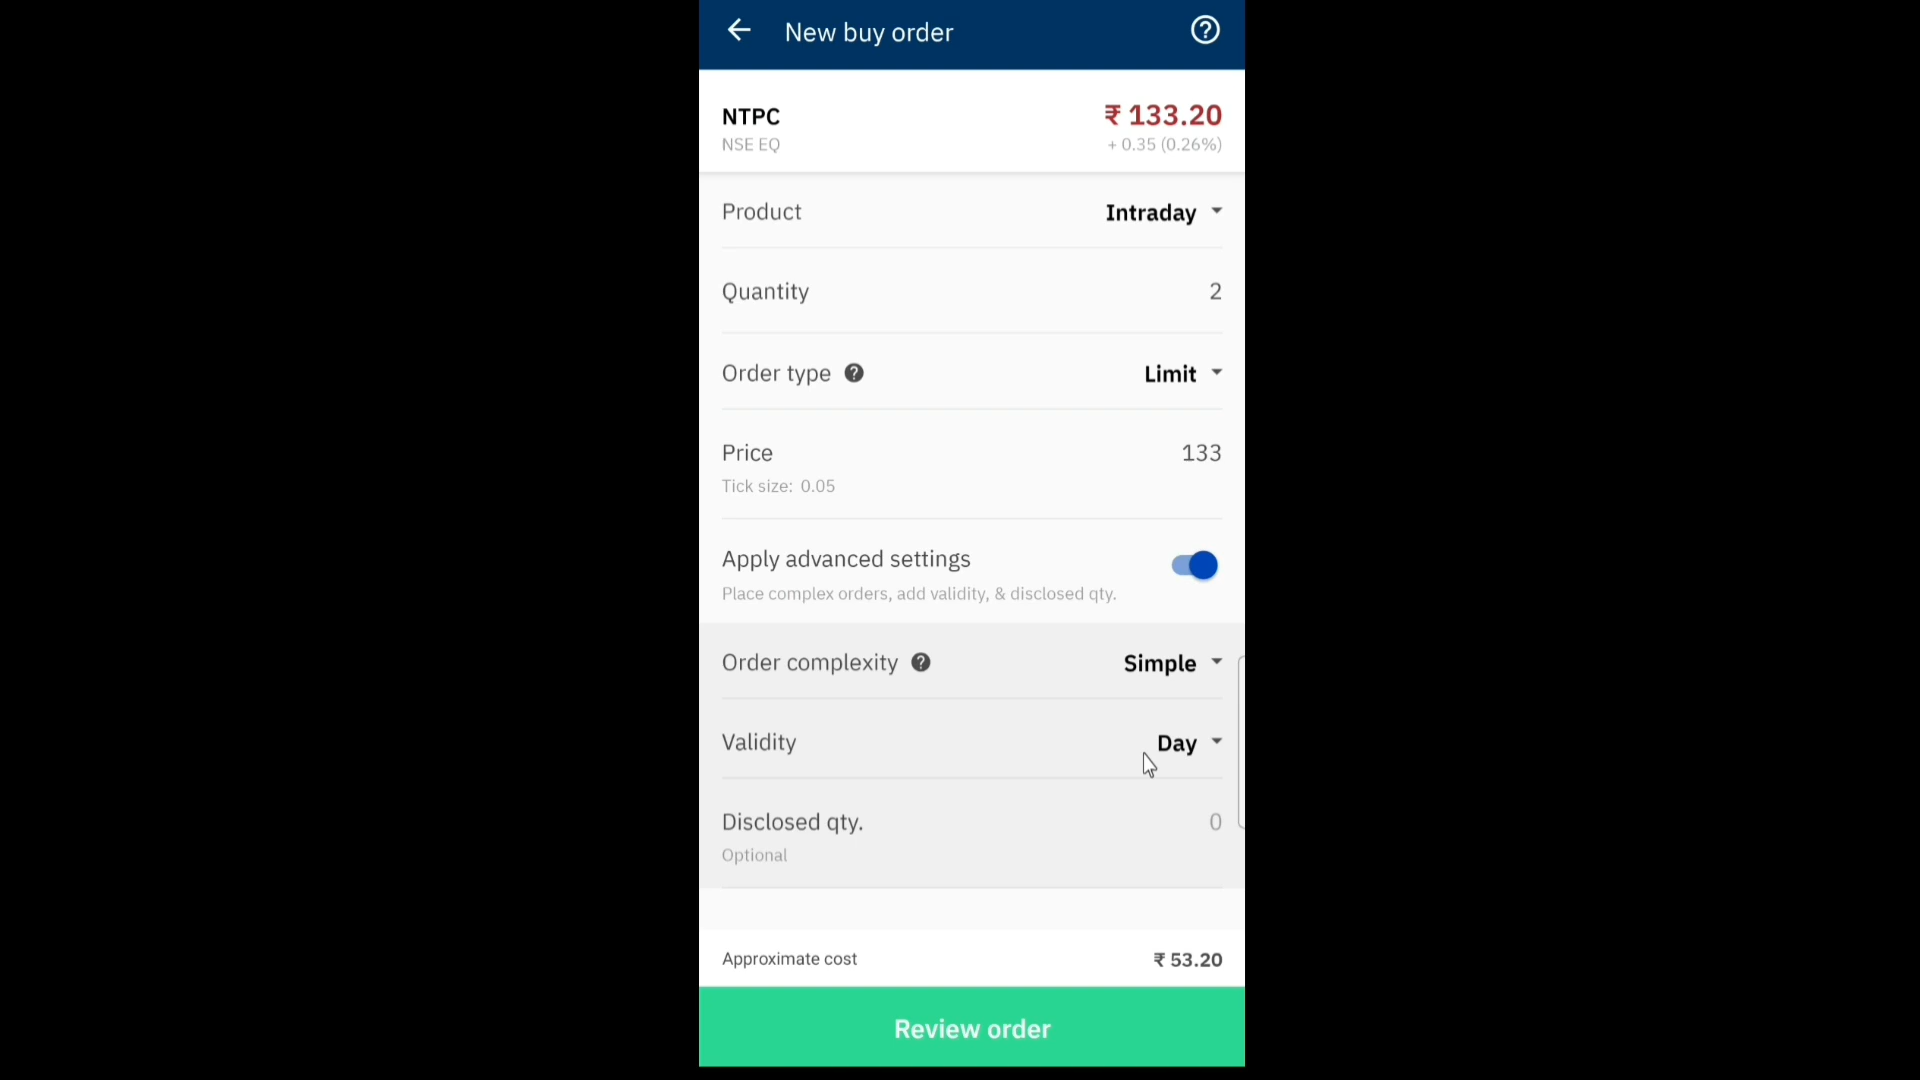 New buy order
NTPC
₹ 133.20
NSE EQ
+ 0.35 (0.26%)
Product
Intraday
Quantity
2
Order type
Limit
Price
133
Tick size: 0.05
Apply advanced settings
Place complex orders, add validity, & disclosed qty.
Order complexity
Simple
Validity
Day
Disclosed qty.
0
Optional
Approximate cost
₹ 53.20
Review order